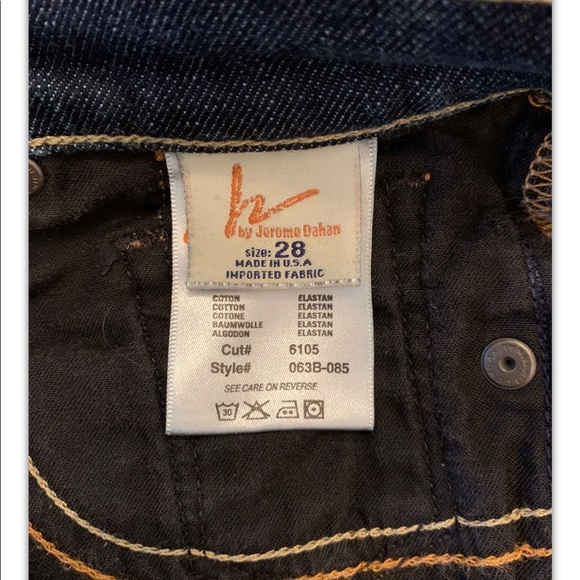 by Jerome Dahan
size: 28
MADE IN U.S.A
IMPORTED FABRIC
COTON ELASTAN
COTTON ELASTAN
COTONE ELASTAN
BAUMWOLLE ELASTAN
ALGODON ELASTAN
Cut# 6105
Style# 063B-085
SEE CARE ON REVERSE
30